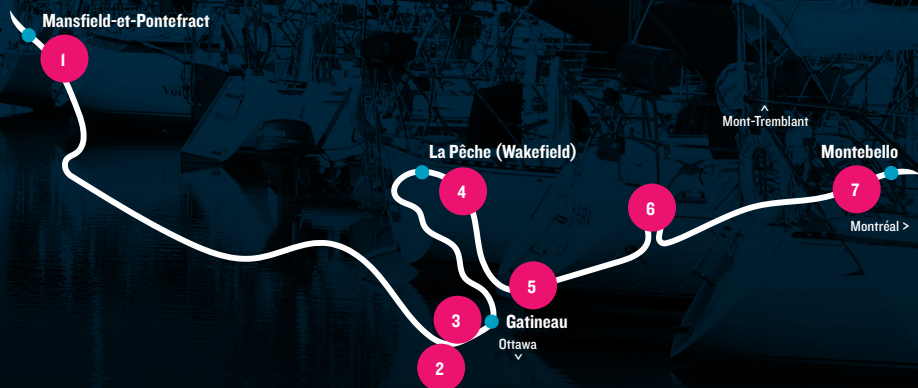 Mansfield-et-Pontefract
1
Mont-Tremblant
La Pêche (Wakefield)
Montebello
4
7
6
Montréal >
5
3
Gatineau
Ottawa
2